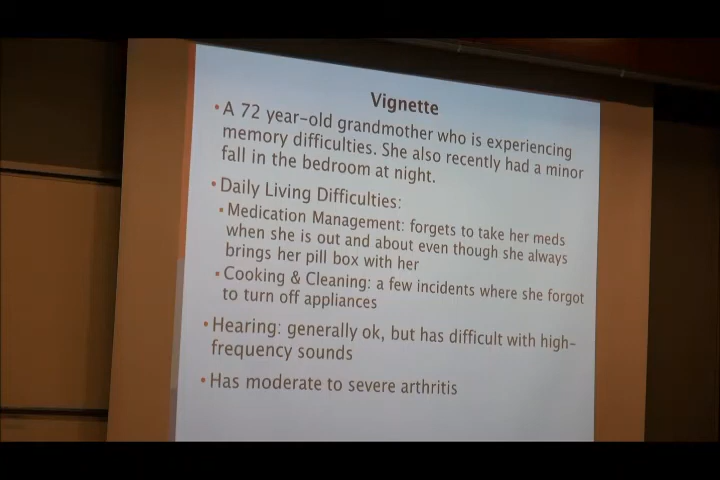 Vignette
•A 72 year-old grandmother who is experiencing
memory difficulties. She also recently had a minor
fall in the bedroom at night.
•Daily Living Difficulties:
•Medication Management: forgets to take her meds
when she is out and about even though she always
brings her pill box with her
•Cooking & Cleaning: a few incidents where she forgot
to turn off appliances
•Hearing: generally ok, but has difficult with high-
frequency sounds
•Has moderate to severe arthritis